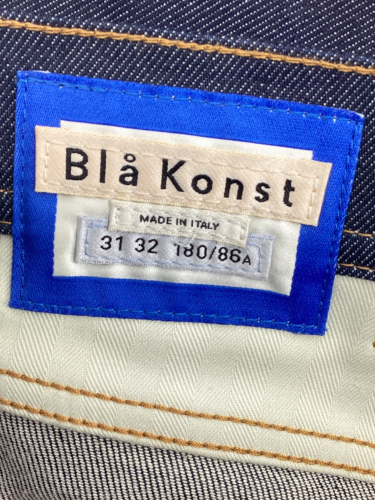 Blå Konst
MADE IN ITALY
31 32 180/86A